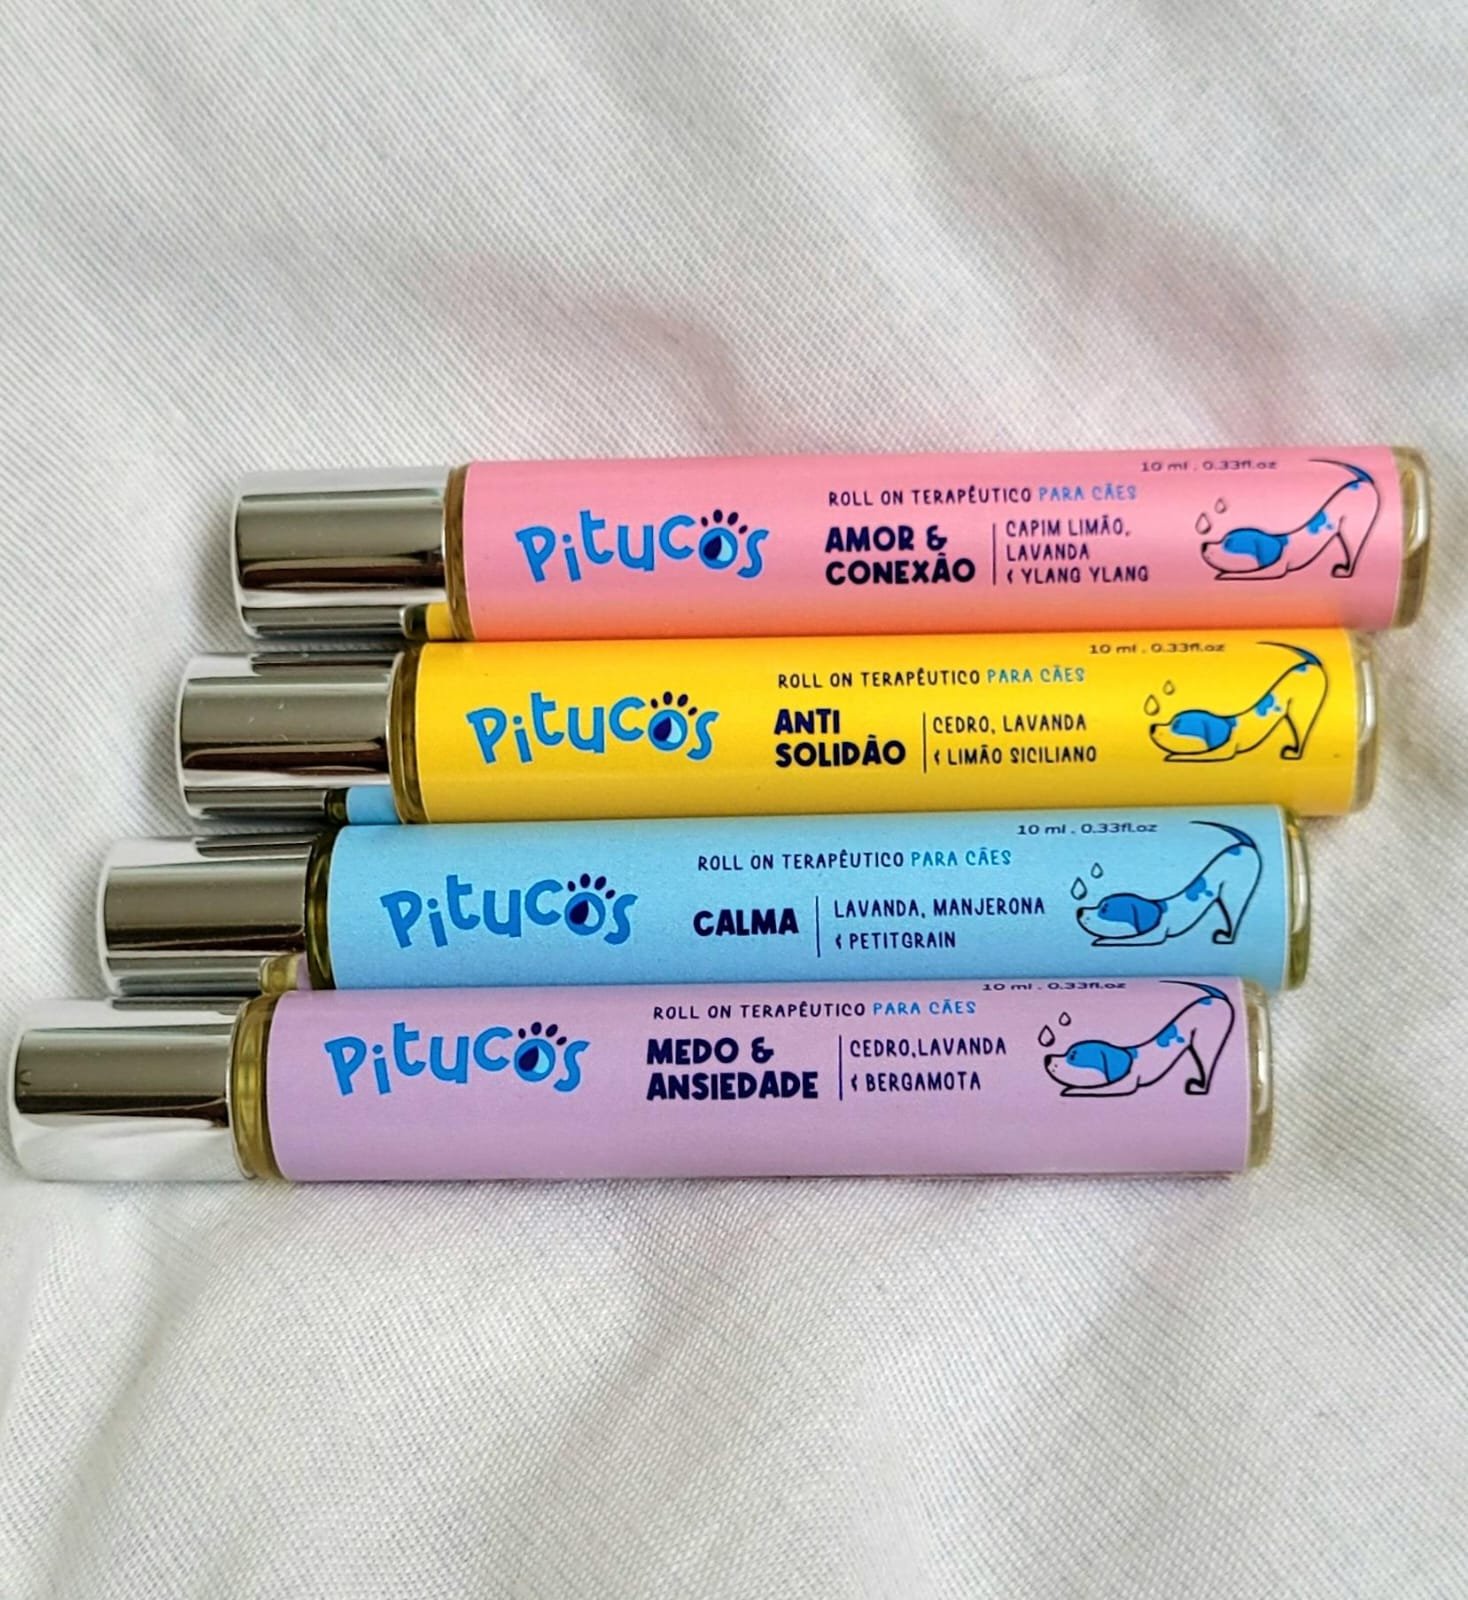 10 ml . 0.33fl.oz
ROLL ON TERAPÊUTICO PARA CÃES
Pitucos
AMOR &
CONEXÃO
CAPIM LIMÃO,
LAVANDA
& YLANG YLANG
10 ml . 0.33fl.oz
ROLL ON TERAPÊUTICO PARA CÃES
Pitucos
ANTI
SOLIDÃO
CEDRO, LAVANDA
& LIMÃO SICILIANO
10 ml . 0.33fl.oz
ROLL ON TERAPÊUTICO PARA CÃES
Pitucos
CALMA
LAVANDA, MANJERONA
& PETITGRAIN
10 ml . 0.33fl.oz
ROLL ON TERAPÊUTICO PARA CÃES
Pitucos
MEDO &
ANSIEDADE
CEDRO,LAVANDA
& BERGAMOTA